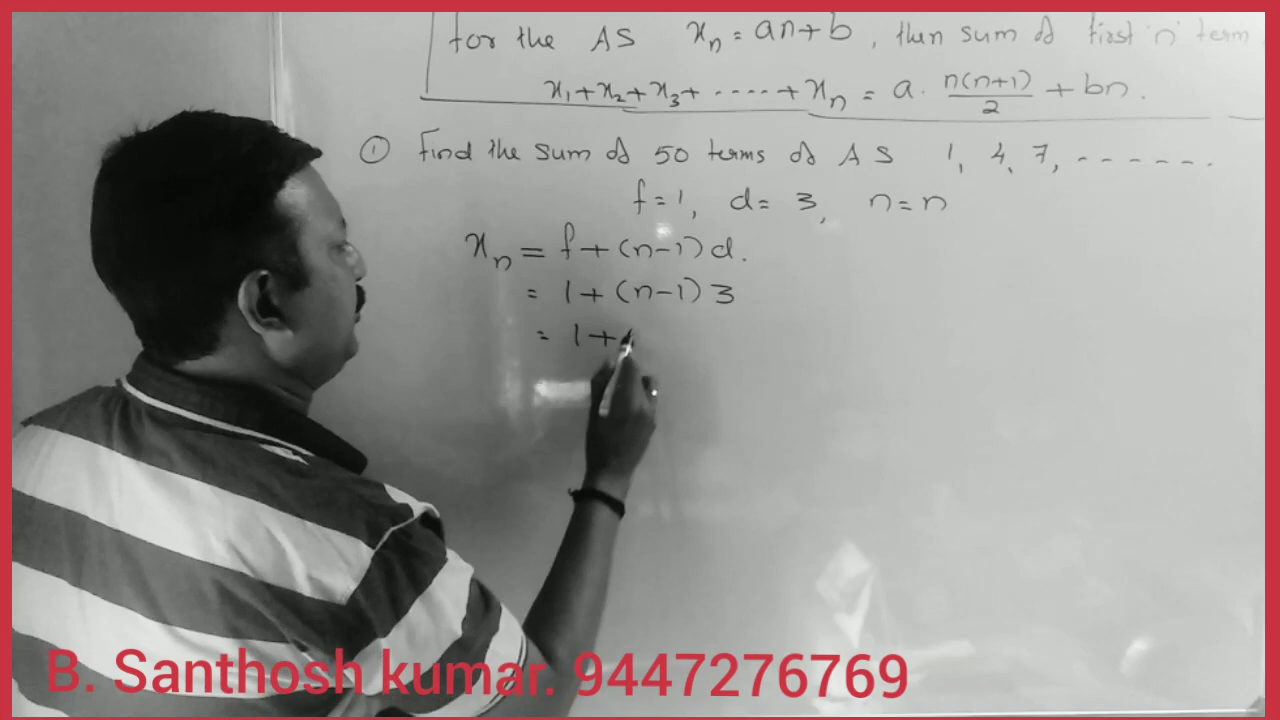 for the AS xₙ = an + b, then sum of first 'n' term
x₁ + x₂ + x₃ + ..... + xₙ = a. n(n+1)/2 + bn.
① Find the sum of 50 terms of AS 1, 4, 7, -------
f = 1, d = 3, n = n
xₙ = f + (n-1) d.
= 1 + (n-1) 3
= 1 +
B. Santhosh kumar. 9447276769